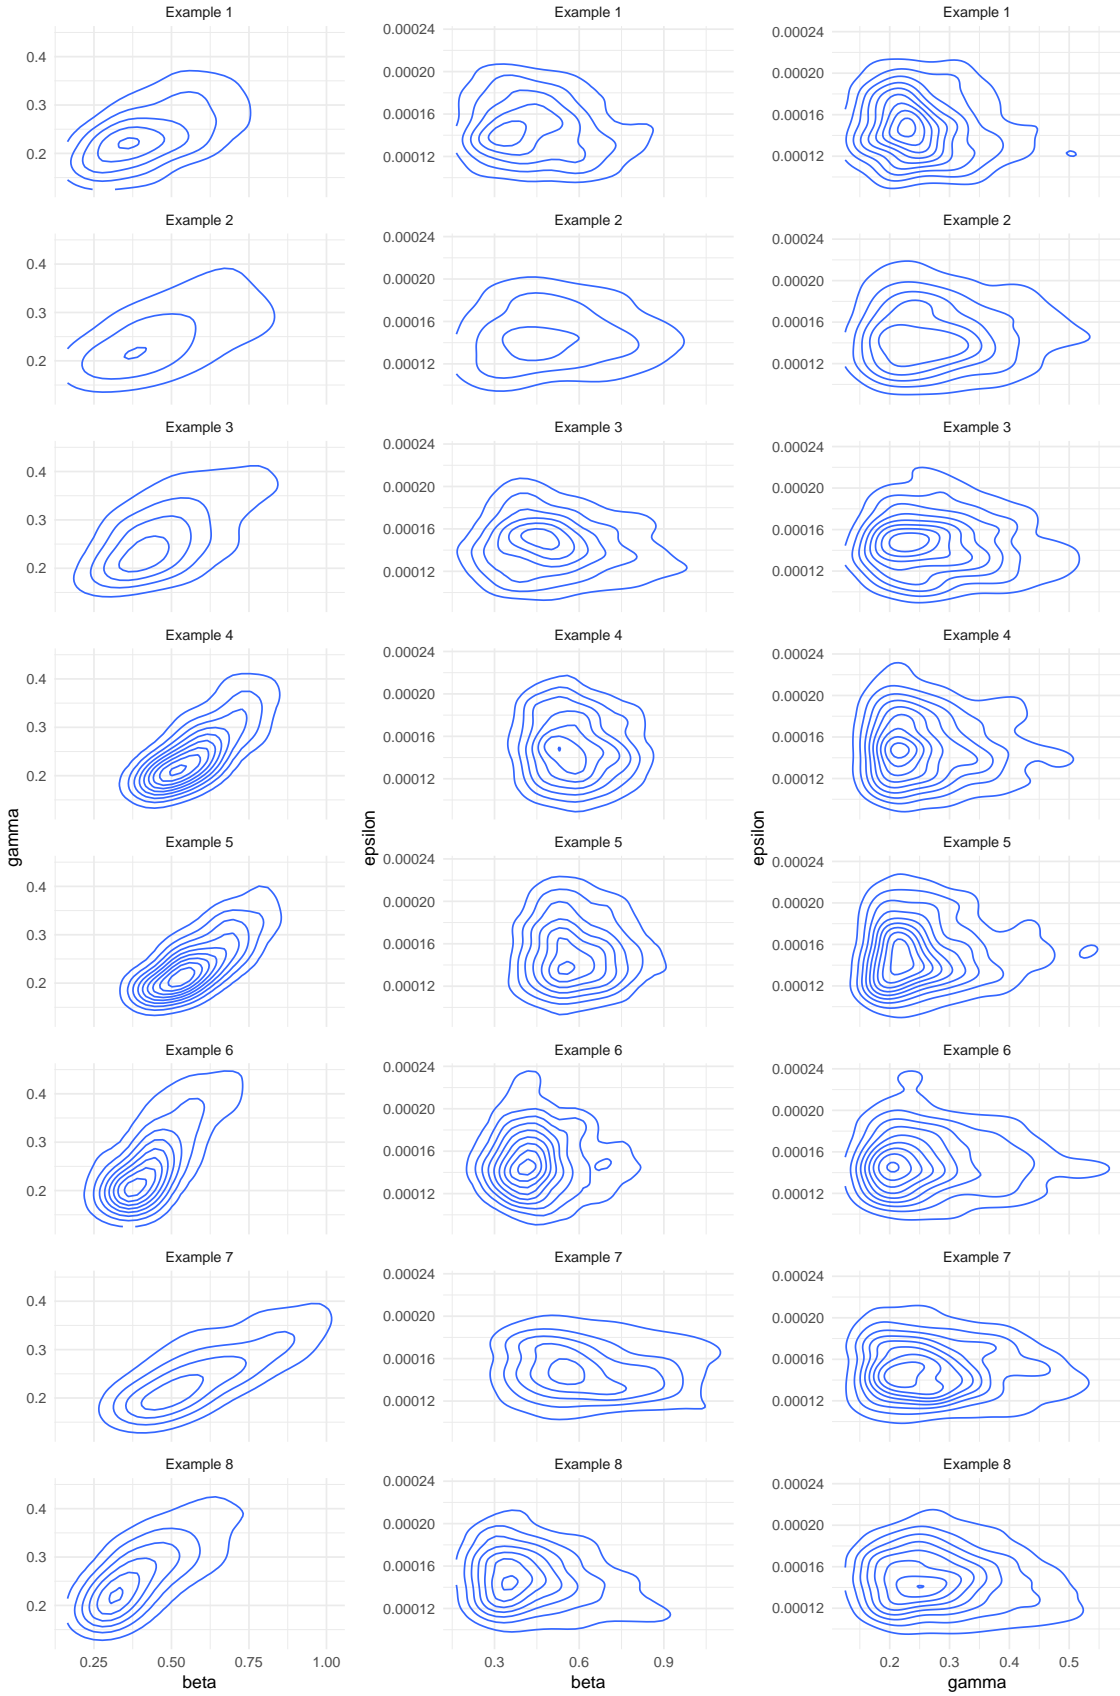 Example 1 Example 1 Example 1
0.4 0.3 0.2
0.00024 0.00020 0.00016 0.00012
0.00020 0.00016 0.00012
Example 2 Example 2 Example 2
0.4 0.3 0.2
0.00024 0.00020 0.00016 0.00012
0.00024 0.00020 0.00016 0.00012
Example 3 Example 3 Example 3
0.4 0.3 0.2
0.00024 0.00020 0.00016 0.00012
0.00024 0.00020 0.00016 0.00012
Example 4 Example 4 Example 4
0.4 0.3 0.2
0.00024 0.00020 0.00016 0.00012
0.00024 0.00020 0.00016 0.00012
gamma
epsilon
epsilon
Example 5 Example 5 Example 5
0.4 0.3 0.2
0.00024 0.00020 0.00016 0.00012
0.00024 0.00020 0.00016 0.00012
Example 6 Example 6 Example 6
0.4 0.3 0.2
0.00024 0.00020 0.00016 0.00012
0.00024 0.00020 0.00016 0.00012
Example 7 Example 7 Example 7
0.4 0.3 0.2
0.00024 0.00020 0.00016 0.00012
0.00024 0.00020 0.00016 0.00012
Example 8 Example 8 Example 8
0.4 0.3 0.2
0.00024 0.00020 0.00016 0.00012
0.00024 0.00020 0.00016 0.00012
0.25 0.50 0.75 1.00
0.3 0.6 0.9
0.2 0.3 0.4 0.5
beta beta gamma